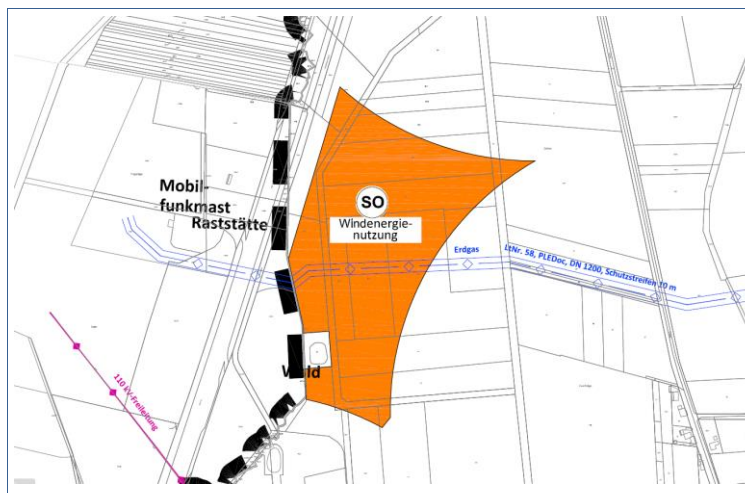 SO
Windenergie-
nutzung
Mobil-
funkmast
Raststätte
Erdgas
LtNr. 58, PLEDoc, DN 1200, Schutzstreifen 10 m
Wald
110 kV-Freileitung